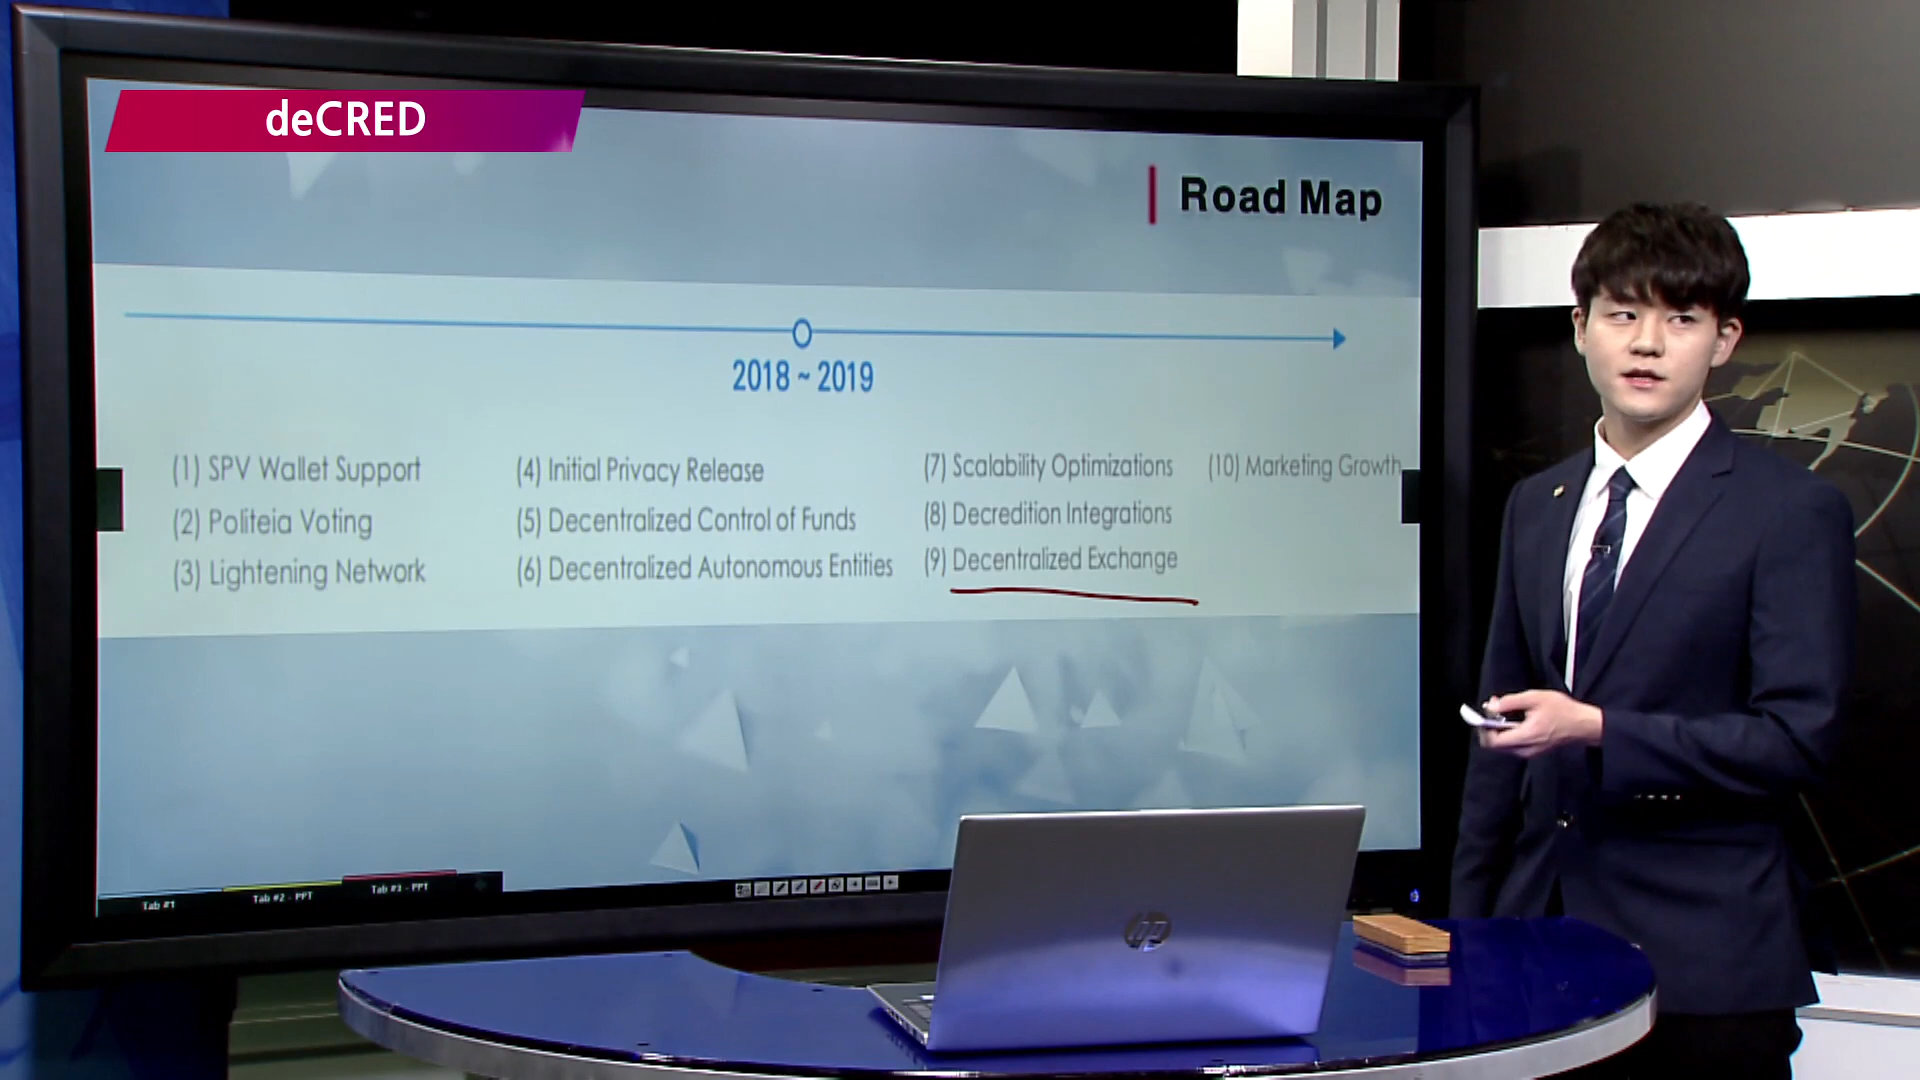 deCRED
Road Map
2018 ~ 2019
(1) SPV Wallet Support
(2) Politeia Voting
(3) Lightening Network
(4) Initial Privacy Release
(5) Decentralized Control of Funds
(6) Decentralized Autonomous Entities
(7) Scalability Optimizations
(8) Decredition Integrations
(9) Decentralized Exchange
(10) Marketing Growth
Tab #1
Tab #2 - PPT
Tab #3 - PPT
hp